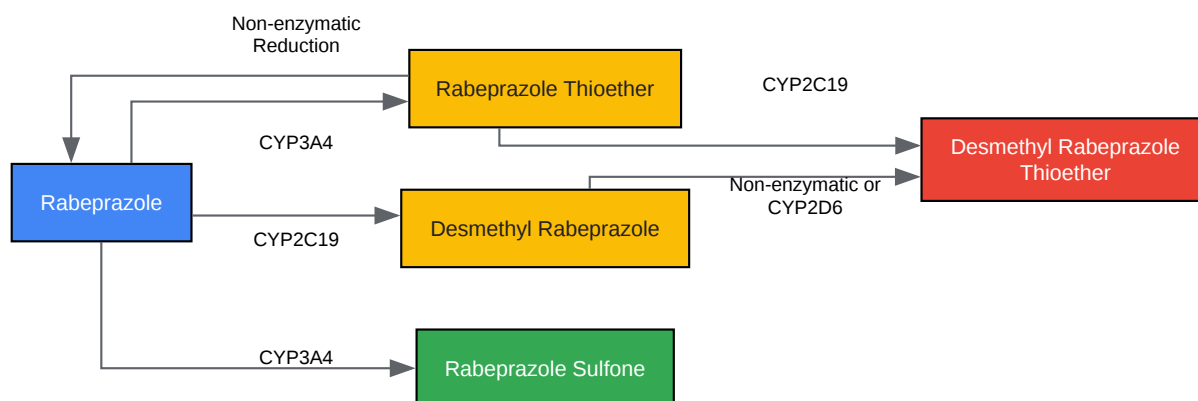 Non-enzymatic
Reduction
Rabeprazole Thioether
CYP2C19
CYP3A4
Desmethyl Rabeprazole
Thioether
Rabeprazole
Non-enzymatic or
CYP2D6
Desmethyl Rabeprazole
CYP2C19
CYP3A4
Rabeprazole Sulfone